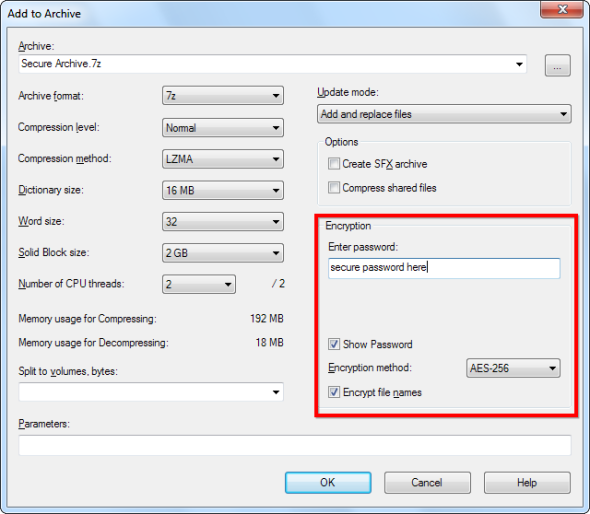 Add to Archive
Archive:
Secure Archive.7z
...
Archive format:
7z
Compression level:
Normal
Compression method:
LZMA
Dictionary size:
16 MB
Word size:
32
Solid Block size:
2 GB
Number of CPU threads:
2
/ 2
Memory usage for Compressing:
192 MB
Memory usage for Decompressing:
18 MB
Split to volumes, bytes:
Update mode:
Add and replace files
Options
Create SFX archive
Compress shared files
Encryption
Enter password:
secure password here
Show Password
Encryption method:
AES-256
Encrypt file names
Parameters:
OK
Cancel
Help